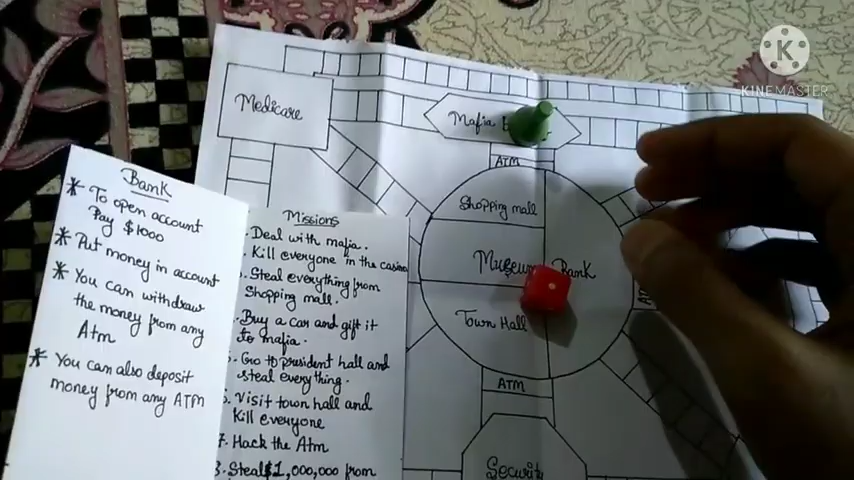 KINEMASTER
Medicare
Mafia
ATM
Shopping mall
Museum
Bank
Town Hall
ATM
Security
Bank
* To open account
Pay $1000
* Put money in account
* You can withdraw
the money from any
Atm
* You can also deposit
money from any ATM
Missions
. Deal with mafia.
. Kill everyone in the casino
. Steal everything from
Shopping mall.
. Buy a car and gift it
to mafia.
. Go to president hall and
steal everything.
. Visit town hall and
Kill everyone
7. Hack the Atm
. Steal $1,000,000 from